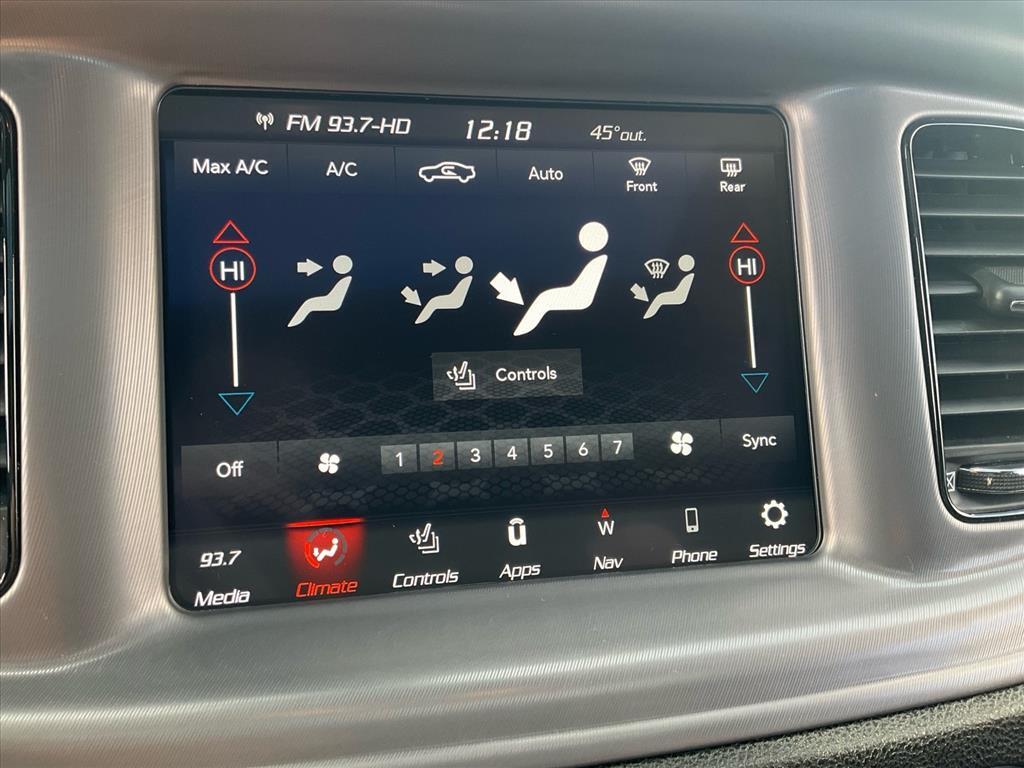 FM 93.7-HD 12:18 45°out.
Max A/C A/C Auto Front Rear
HI HI
Controls
Off 1 2 3 4 5 6 7 Sync
93.7 W
Media Climate Controls Apps Nav Phone Settings